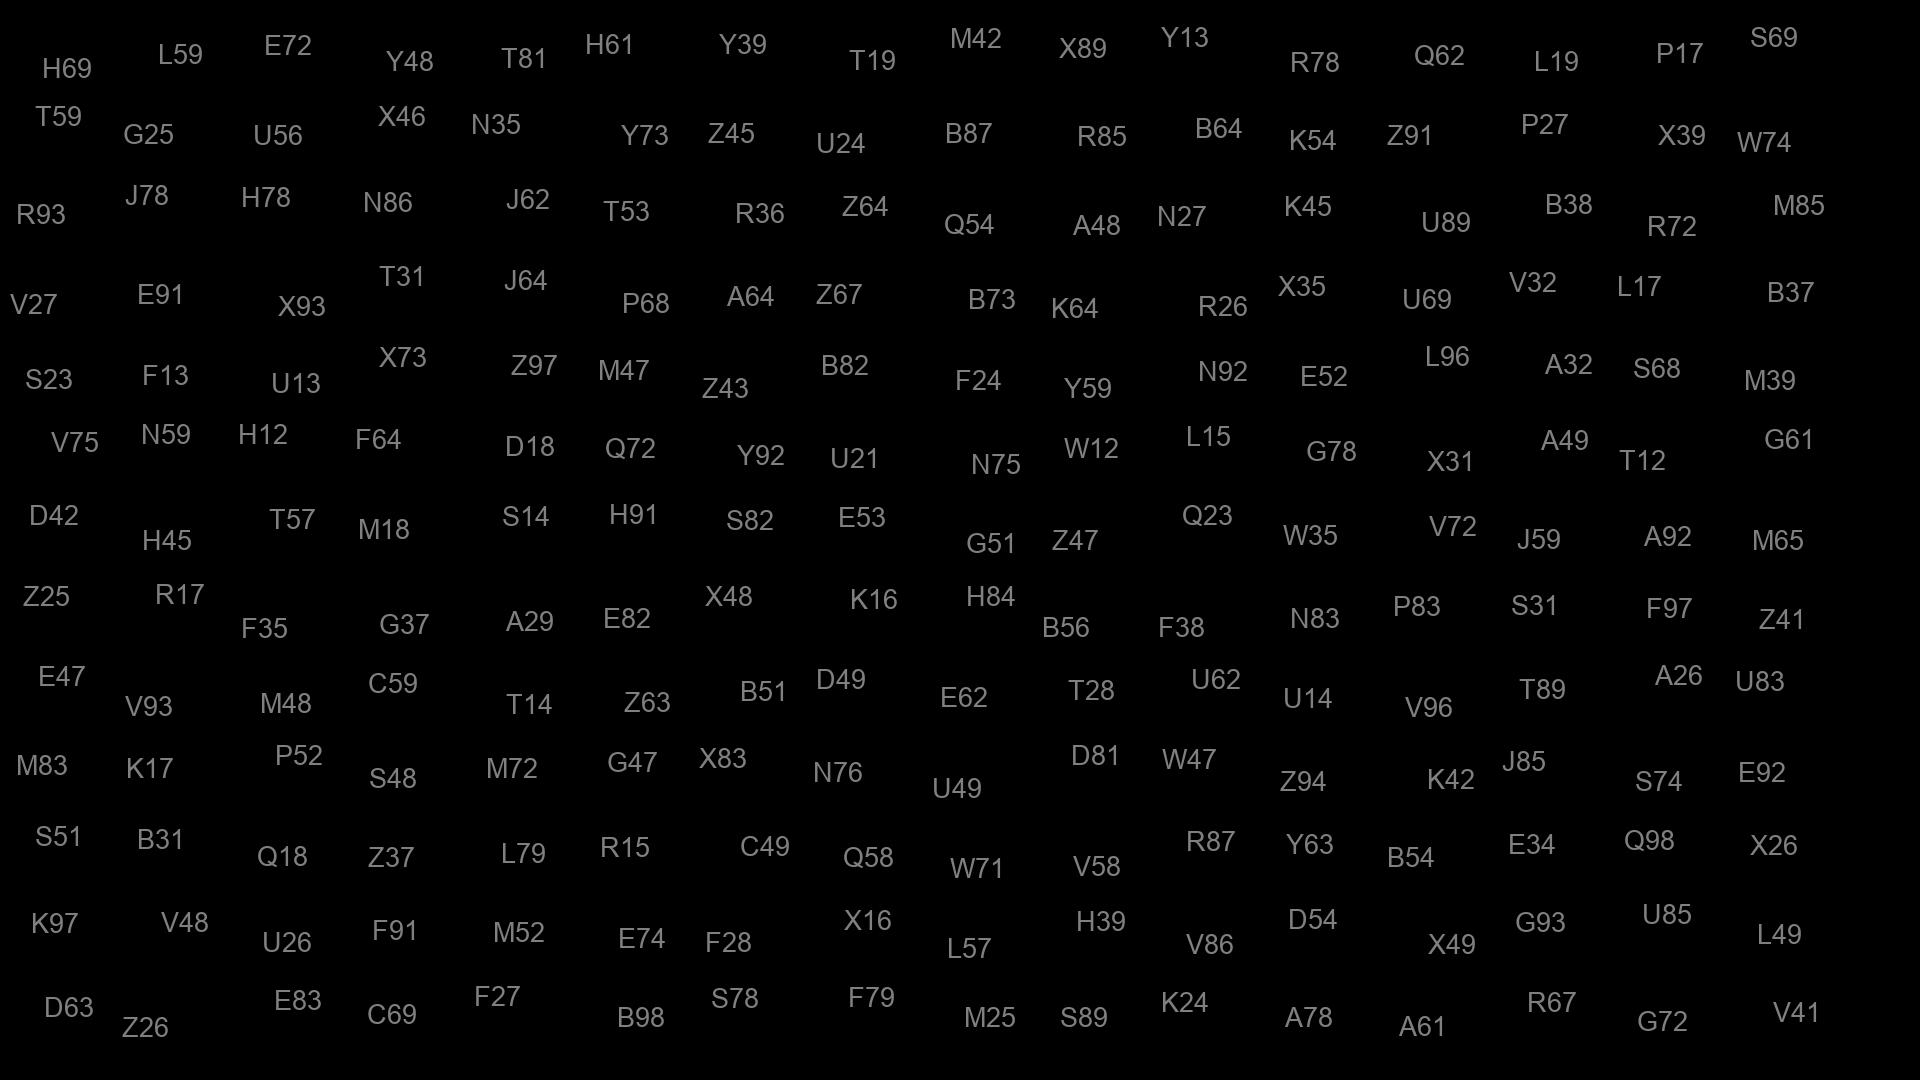 H69 L59 E72 Y48 T81 H61 Y39 T19 M42 X89 Y13 R78 Q62 L19 P17 S69
T59 G25 U56 X46 N35 Y73 Z45 U24 B87 R85 B64 K54 Z91 P27 X39 W74
R93 J78 H78 N86 J62 T53 R36 Z64 Q54 A48 N27 K45 U89 B38 R72 M85
V27 E91 X93 T31 J64 P68 A64 Z67 B73 K64 R26 X35 U69 V32 L17 B37
S23 F13 U13 X73 Z97 M47 Z43 B82 F24 Y59 N92 E52 L96 A32 S68 M39
V75 N59 H12 F64 D18 Q72 Y92 U21 N75 W12 L15 G78 X31 A49 T12 G61
D42 H45 T57 M18 S14 H91 S82 E53 G51 Z47 Q23 W35 V72 J59 A92 M65
Z25 R17 F35 G37 A29 E82 X48 K16 H84 B56 F38 N83 P83 S31 F97 Z41
E47 V93 M48 C59 T14 Z63 B51 D49 E62 T28 U62 U14 V96 T89 A26 U83
M83 K17 P52 S48 M72 G47 X83 N76 U49 D81 W47 Z94 K42 J85 S74 E92
S51 B31 Q18 Z37 L79 R15 C49 Q58 W71 V58 R87 Y63 B54 E34 Q98 X26
K97 V48 U26 F91 M52 E74 F28 X16 L57 H39 V86 D54 X49 G93 U85 L49
D63 Z26 E83 C69 F27 B98 S78 F79 M25 S89 K24 A78 A61 R67 G72 V41